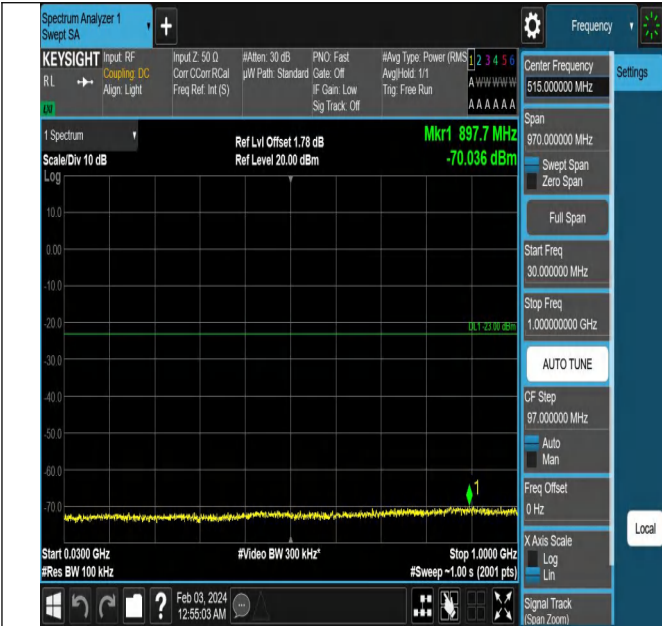 Spectrum Analyzer 1
Swept SA
Frequency
KEYSIGHT
RL
LXI
Input: RF
Coupling: DC
Align: Light
Input Z: 50 Ω
Corr CCorr RCal
Freq Ref: Int (S)
#Atten: 30 dB
µW Path: Standard
PNO: Fast
Gate: Off
IF Gain: Low
Sig Track: Off
#Avg Type: Power (RMS
Avg|Hold: 1/1
Trig: Free Run
1 2 3 4 5 6
A W W W W W
A A A A A A
Center Frequency
515.000000 MHz
Settings
1 Spectrum
Scale/Div 10 dB
Log
Ref Lvl Offset 1.78 dB
Ref Level 20.00 dBm
Mkr1 897.7 MHz
-70.036 dBm
Span
970.000000 MHz
Swept Span
Zero Span
Full Span
Start Freq
30.000000 MHz
Stop Freq
1.000000000 GHz
AUTO TUNE
CF Step
97.000000 MHz
Auto
Man
Freq Offset
0 Hz
X Axis Scale
Log
Lin
Signal Track
(Span Zoom)
Local
10.0
0.00
-10.0
-20.0
DL1 -23.00 dBm
-30.0
-40.0
-50.0
-60.0
-70.0
1
Start 0.0300 GHz
#Res BW 100 kHz
#Video BW 300 kHz*
Stop 1.0000 GHz
#Sweep ~1.00 s (2001 pts)
?
Feb 03, 2024
12:55:03 AM